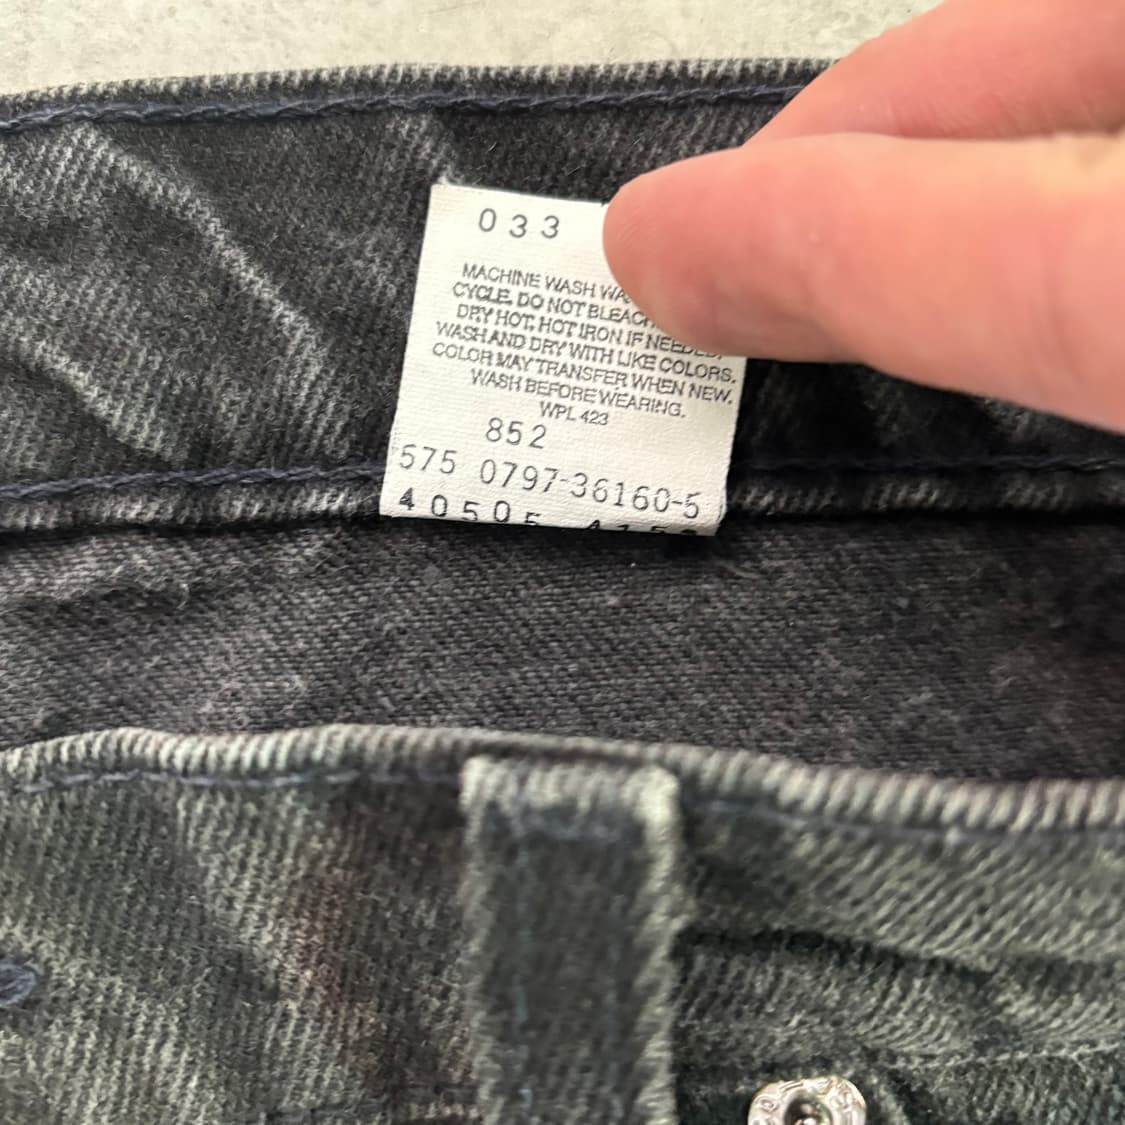 033
MACHINE WASH
CYCLE. DO NOT BLEACH
DRY HOT, HOT IRON IF NEEDED.
WASH AND DRY WITH LIKE COLORS.
COLOR MAY TRANSFER WHEN NEW.
WASH BEFORE WEARING.
WPL 423
852
575 0797-36160-5
40505